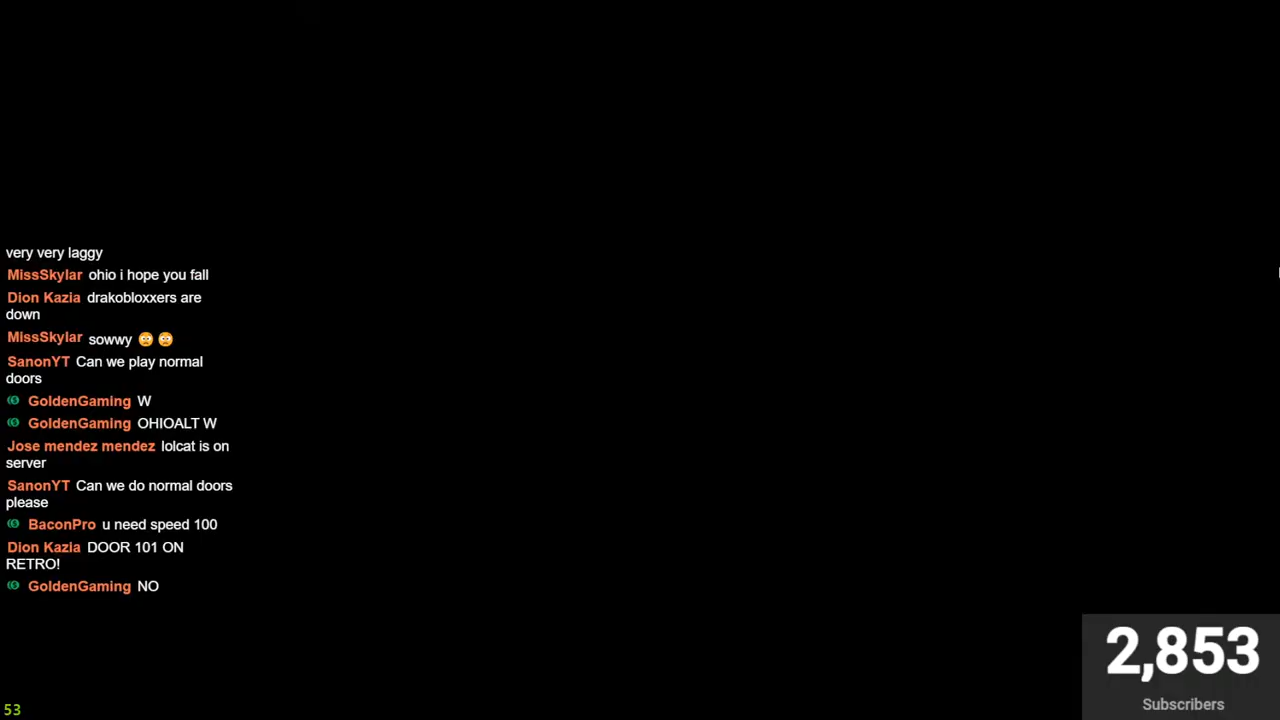 very very laggy
MissSkylar ohio i hope you fall
Dion Kazia drakobloxxers are
down
MissSkylar sowwy 😳 😳
SanonYT Can we play normal
doors
GoldenGaming W
GoldenGaming OHIOALT W
Jose mendez mendez lolcat is on
server
SanonYT Can we do normal doors
please
BaconPro u need speed 100
Dion Kazia DOOR 101 ON
RETRO!
GoldenGaming NO
2,853
Subscribers
53